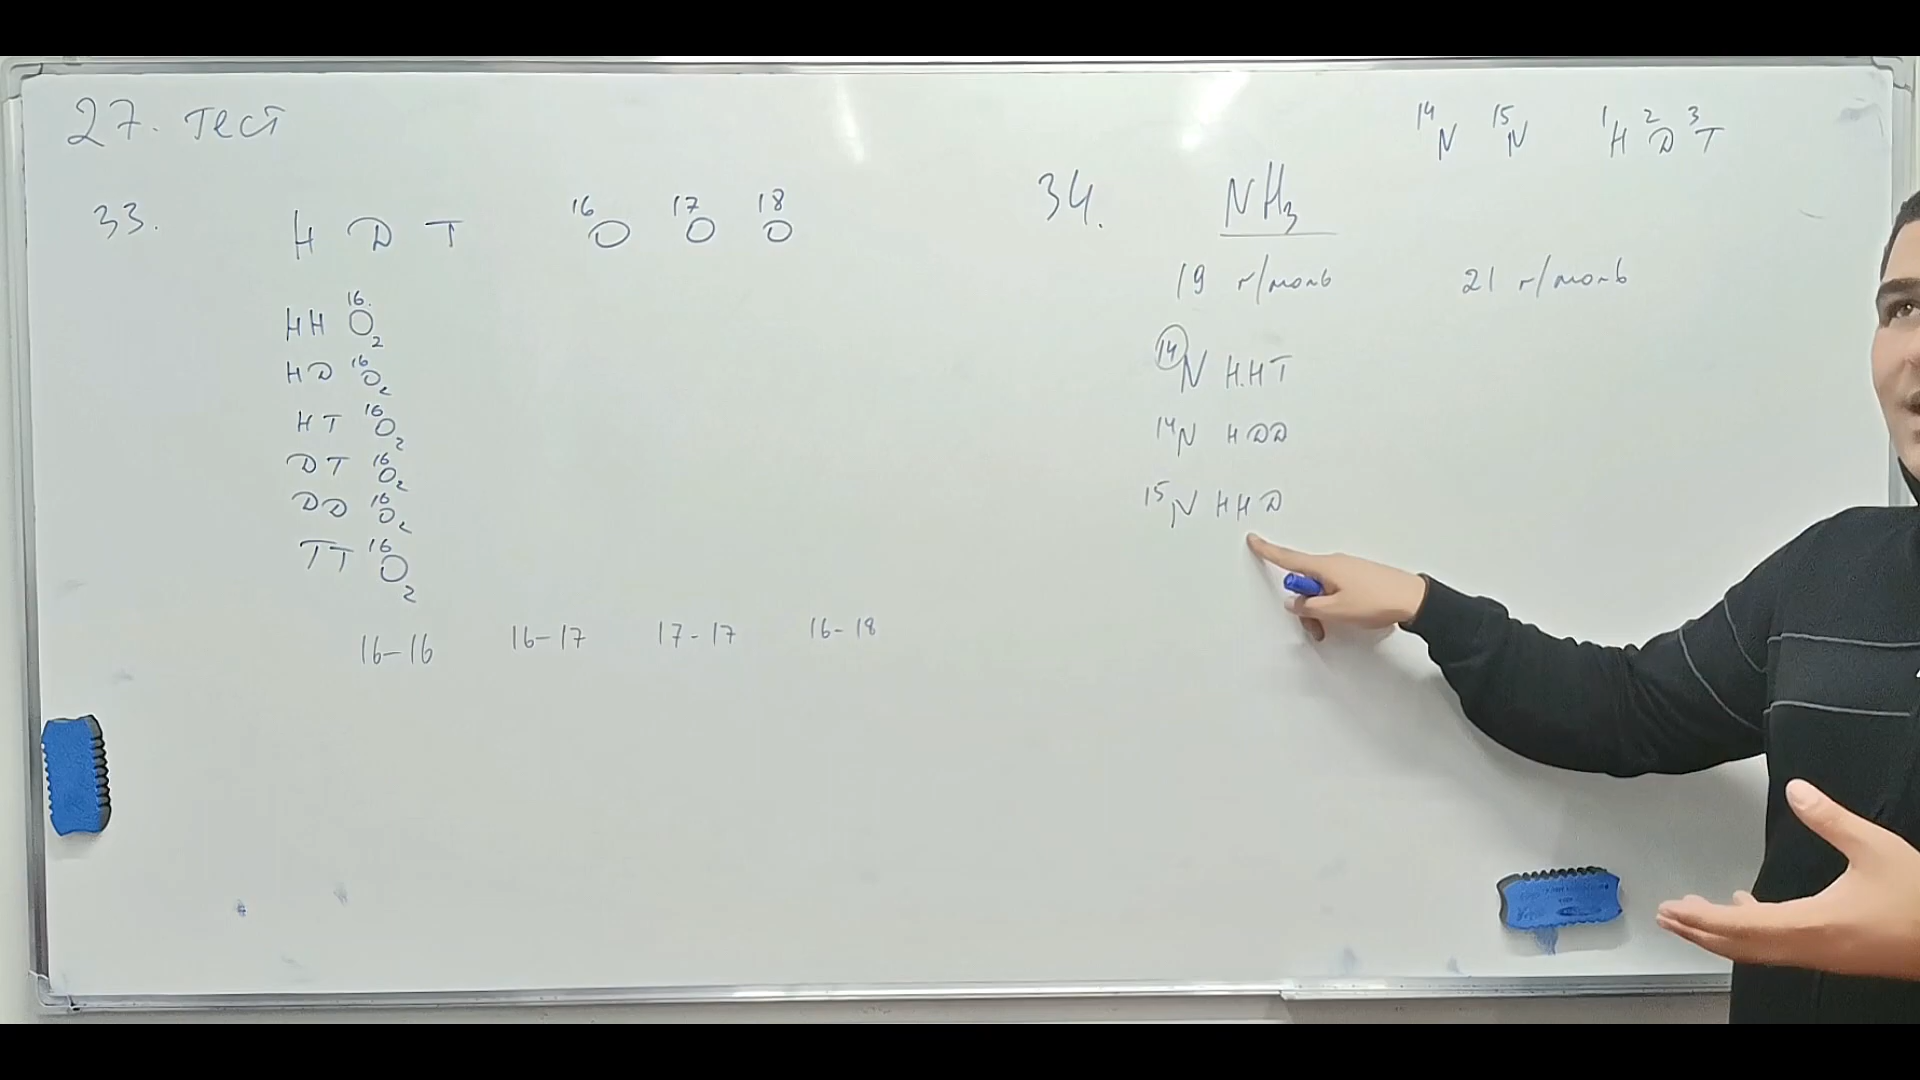 27. тест
33. H D T ¹⁶O ¹⁷O ¹⁸O
HH ¹⁶O₂
HD ¹⁶O₂
HT ¹⁶O₂
DT ¹⁶O₂
DD ¹⁶O₂
TT ¹⁶O₂
16-16 16-17 17-17 16-18
¹⁴N ¹⁵N ¹H ²D ³T
34. NH₃
19 г/моль 21 г/моль
¹⁴N H.HT
¹⁴N HDD
¹⁵N HHD